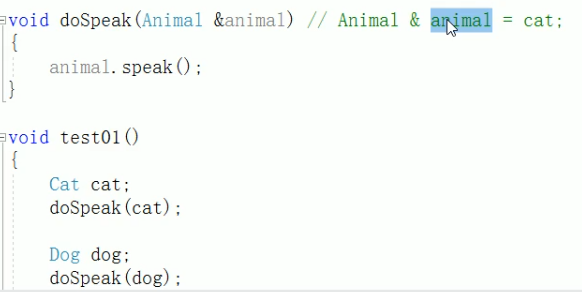 void doSpeak(Animal &animal) // Animal & animal = cat;
{
    animal.speak();
}
void test01()
{
    Cat cat;
    doSpeak(cat);
    Dog dog;
    doSpeak(dog);